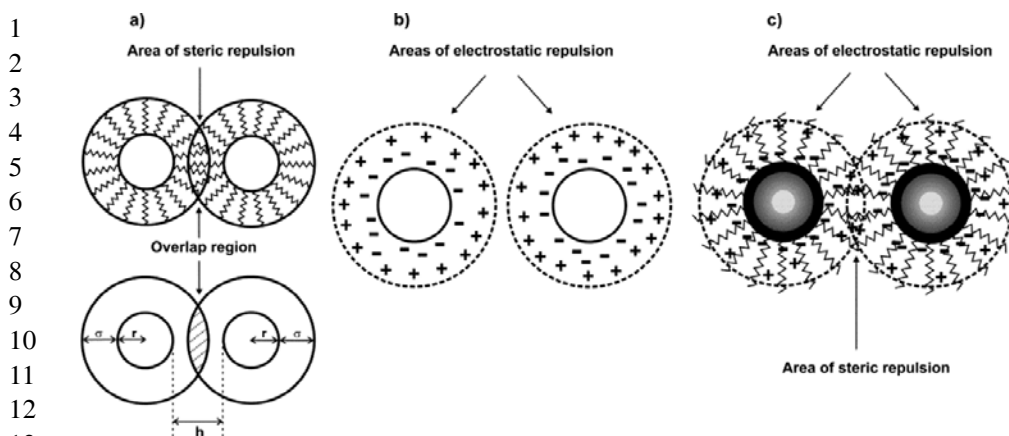 1
2
3
4
5
6
7
8
9
10
11
12
a)
Area of steric repulsion
Overlap region
σ r r σ
h
b)
Areas of electrostatic repulsion
c)
Areas of electrostatic repulsion
Area of steric repulsion